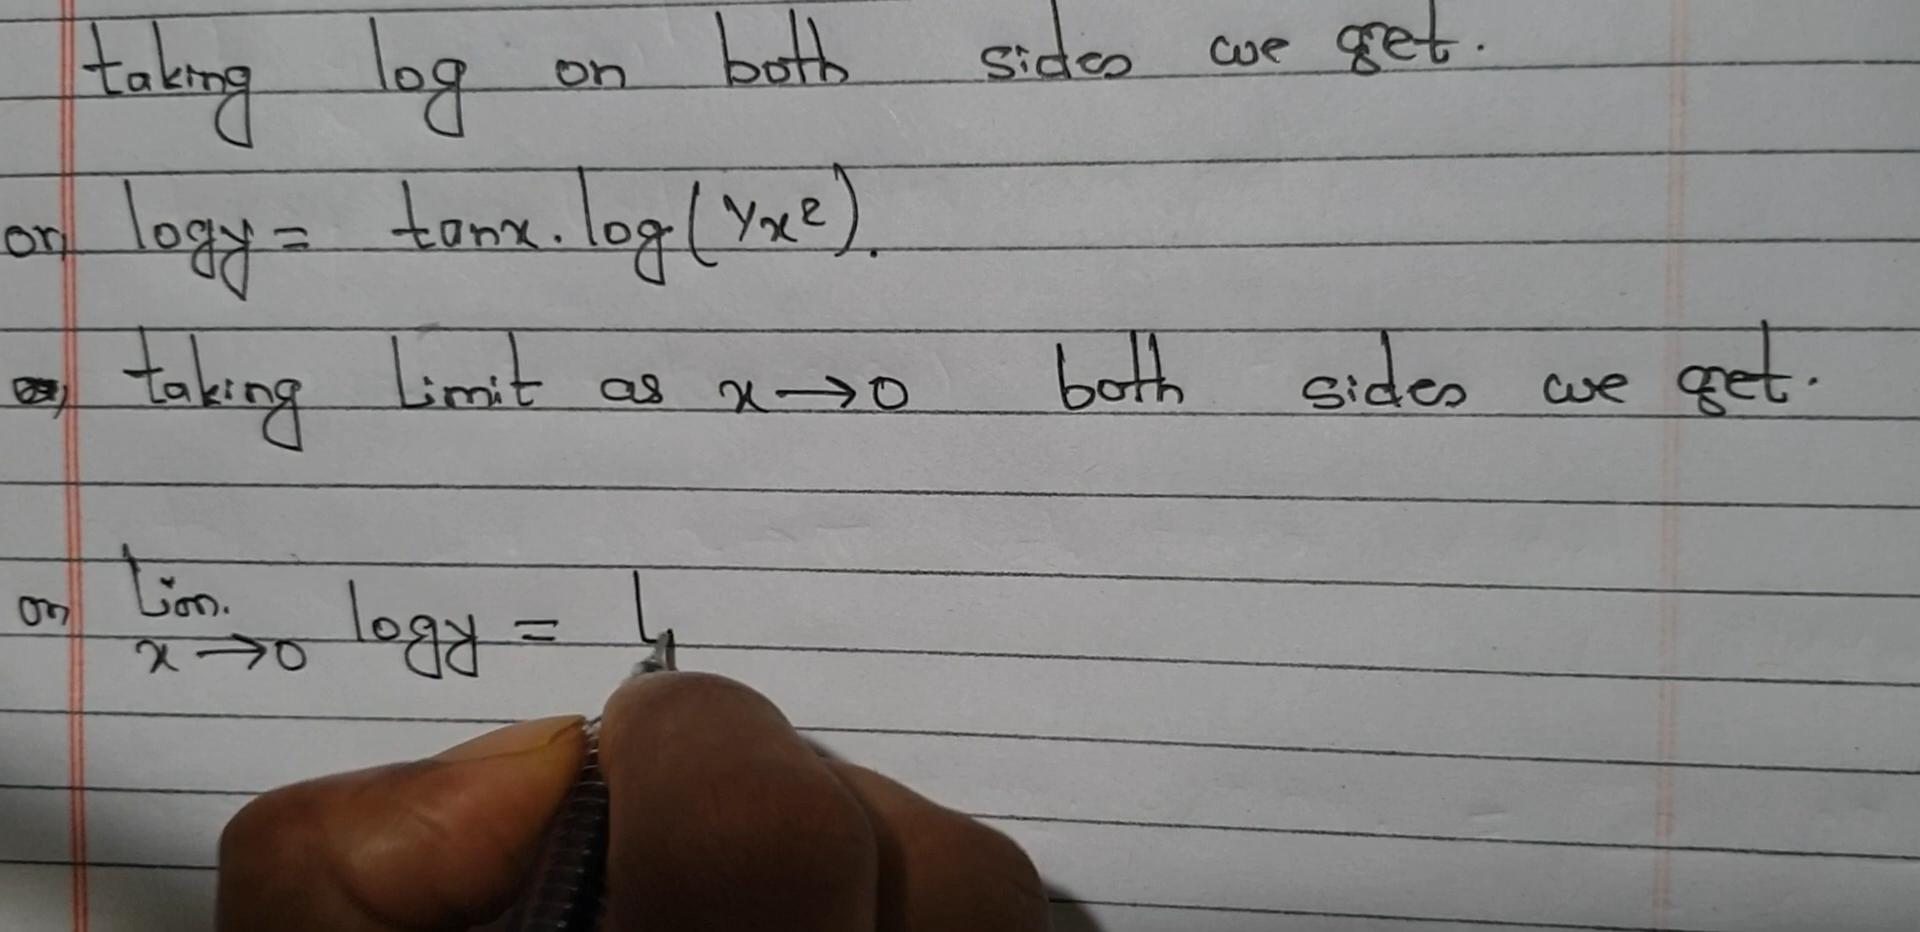 taking log on both sides we get.
or, logy = tanx. log(1/x²).
taking Limit as x→0 both sides we get.
or Lim. x→0 logy = L